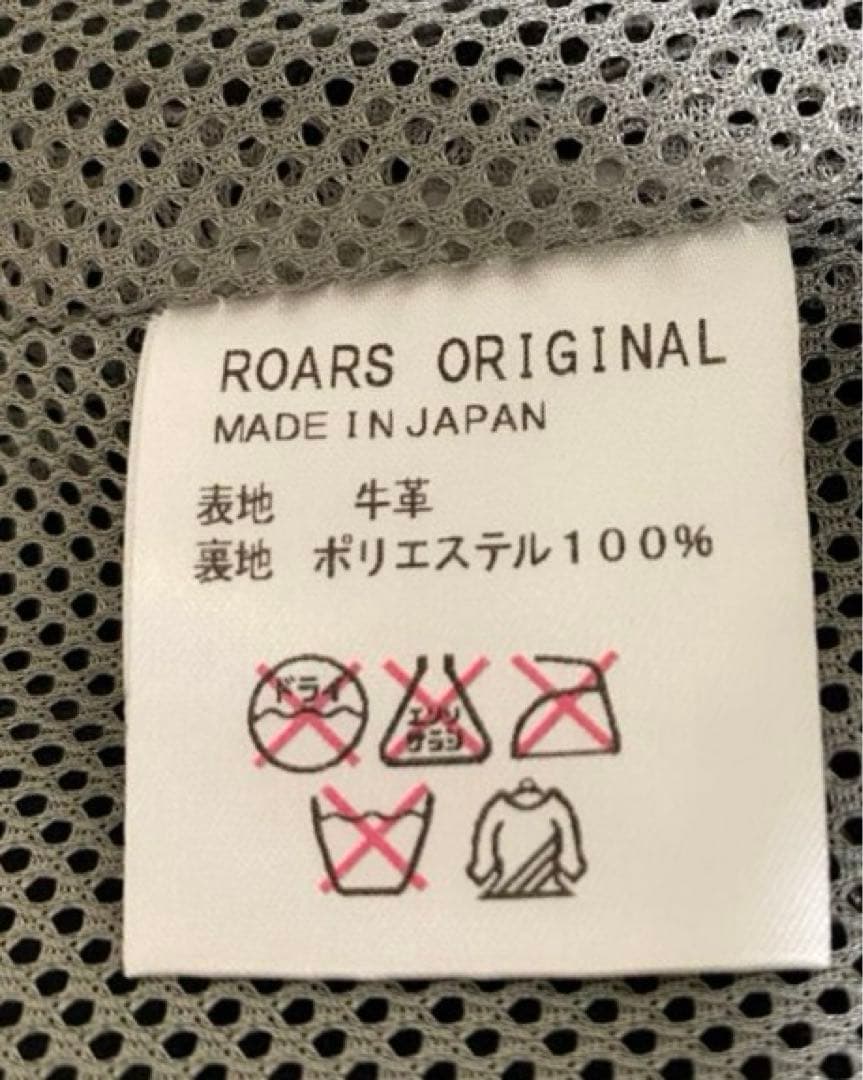 ROARS ORIGINAL
MADE IN JAPAN
表地 牛革
裏地 ポリエステル100%
ドライ
エンソ
サラシ